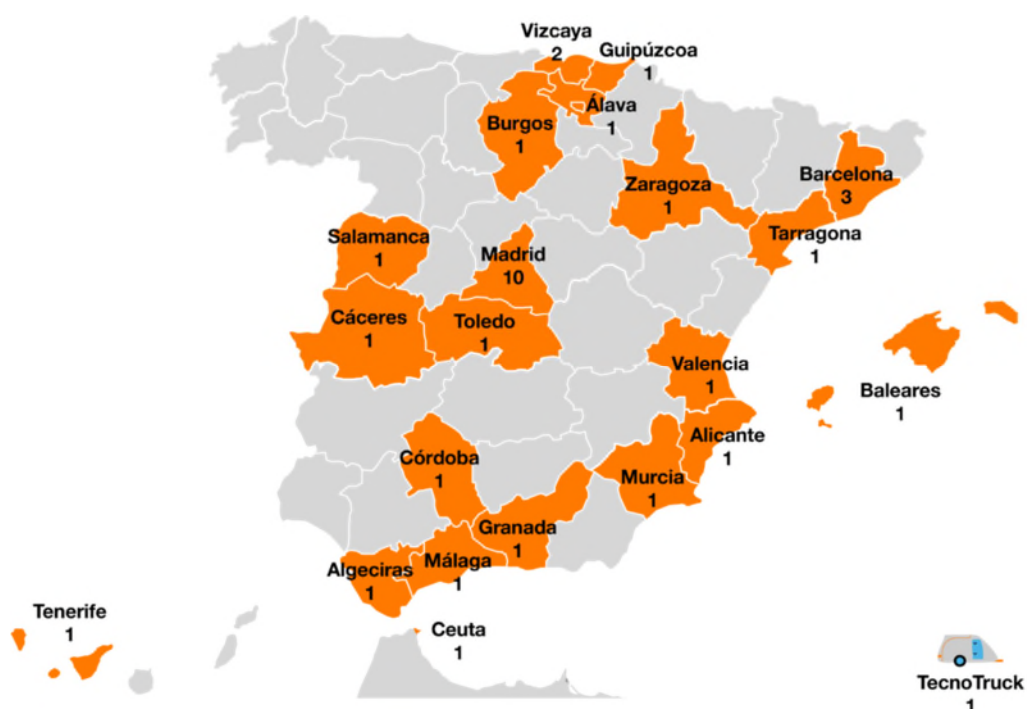 Vizcaya
2
Guipúzcoa
1
Álava
1
Burgos
1
Zaragoza
1
Barcelona
3
Tarragona
1
Salamanca
1
Madrid
10
Cáceres
1
Toledo
1
Valencia
1
Baleares
1
Alicante
1
Córdoba
1
Murcia
1
Granada
1
Málaga
1
Algeciras
1
Tenerife
1
Ceuta
1
TecnoTruck
1